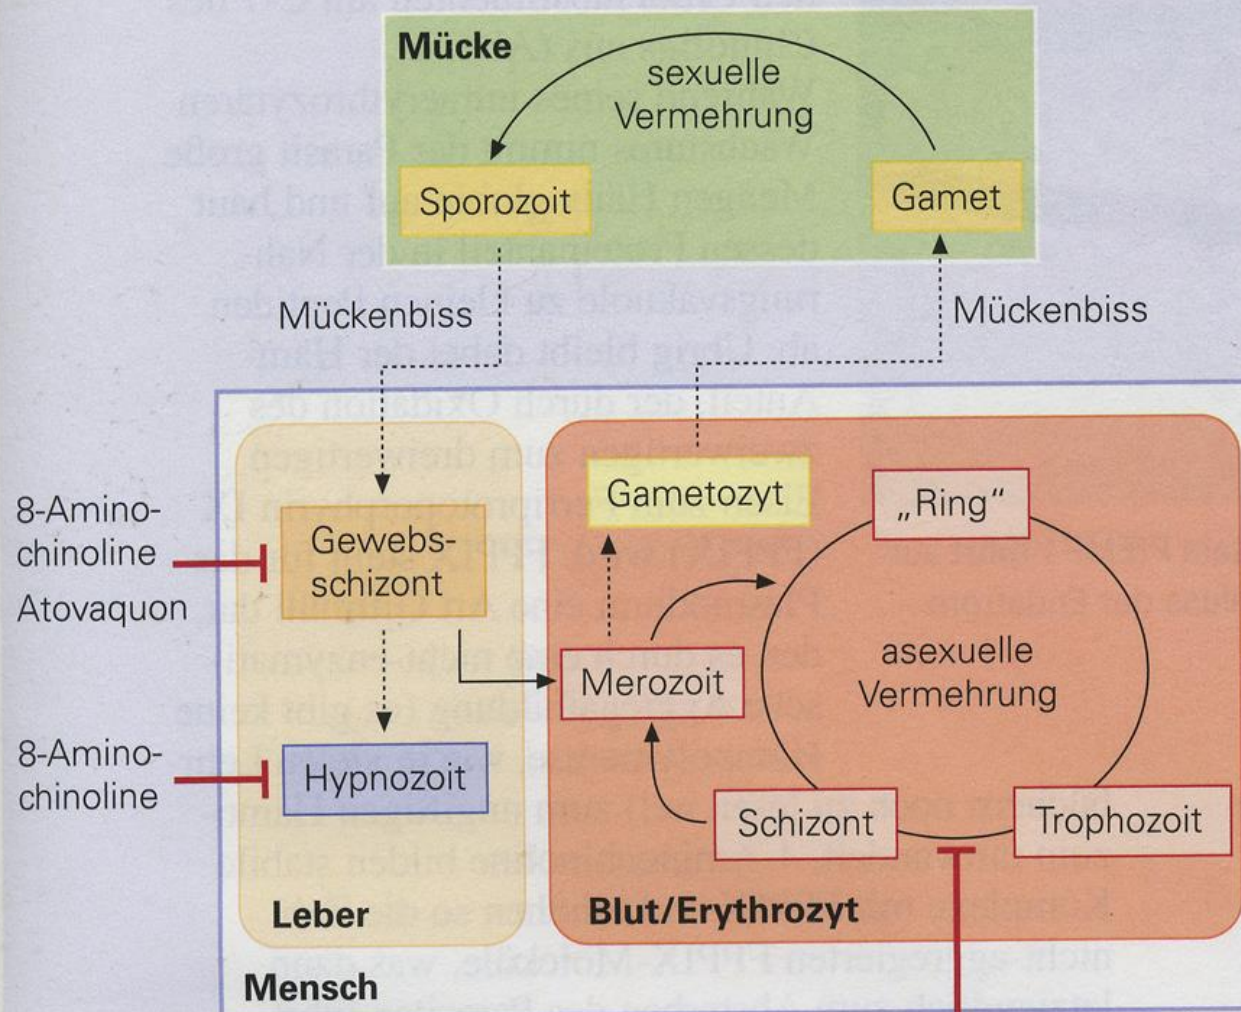 Mücke
sexuelle
Vermehrung
Sporozoit
Gamet
Mückenbiss
Mückenbiss
8-Amino-
chinoline
Atovaquon
Gewebs-
schizont
Gametozyt
„Ring“
Merozoit
asexuelle
Vermehrung
8-Amino-
chinoline
Hypnozoit
Schizont
Trophozoit
Leber
Blut/Erythrozyt
Mensch